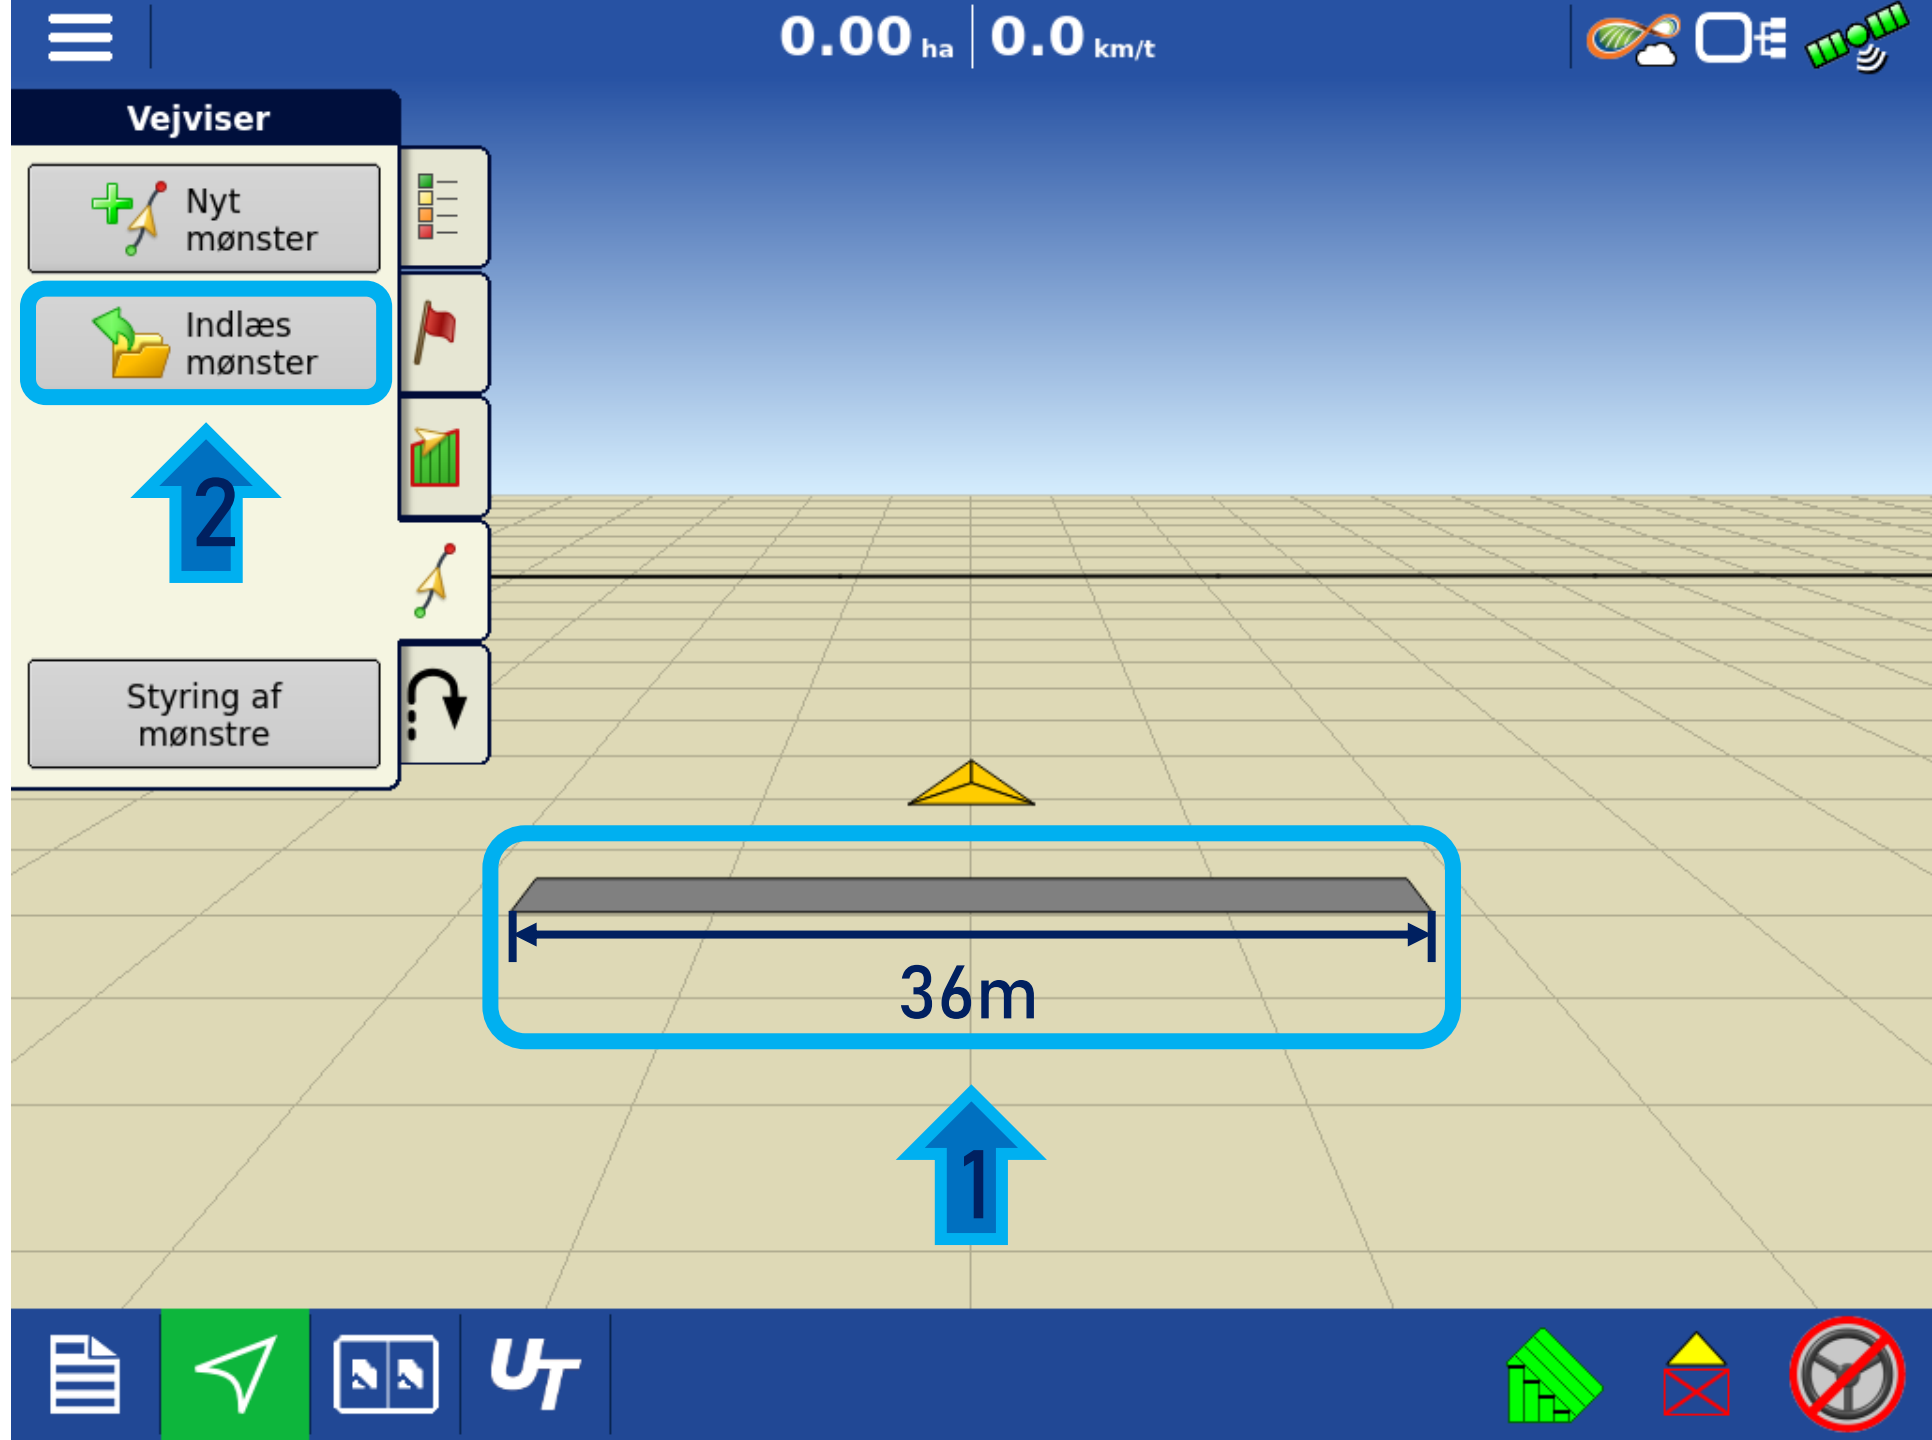 0.00 ha 0.0 km/t
Vejviser
Nyt
mønster
Indlæs
mønster
2
Styring af
mønstre
36m
1
UT